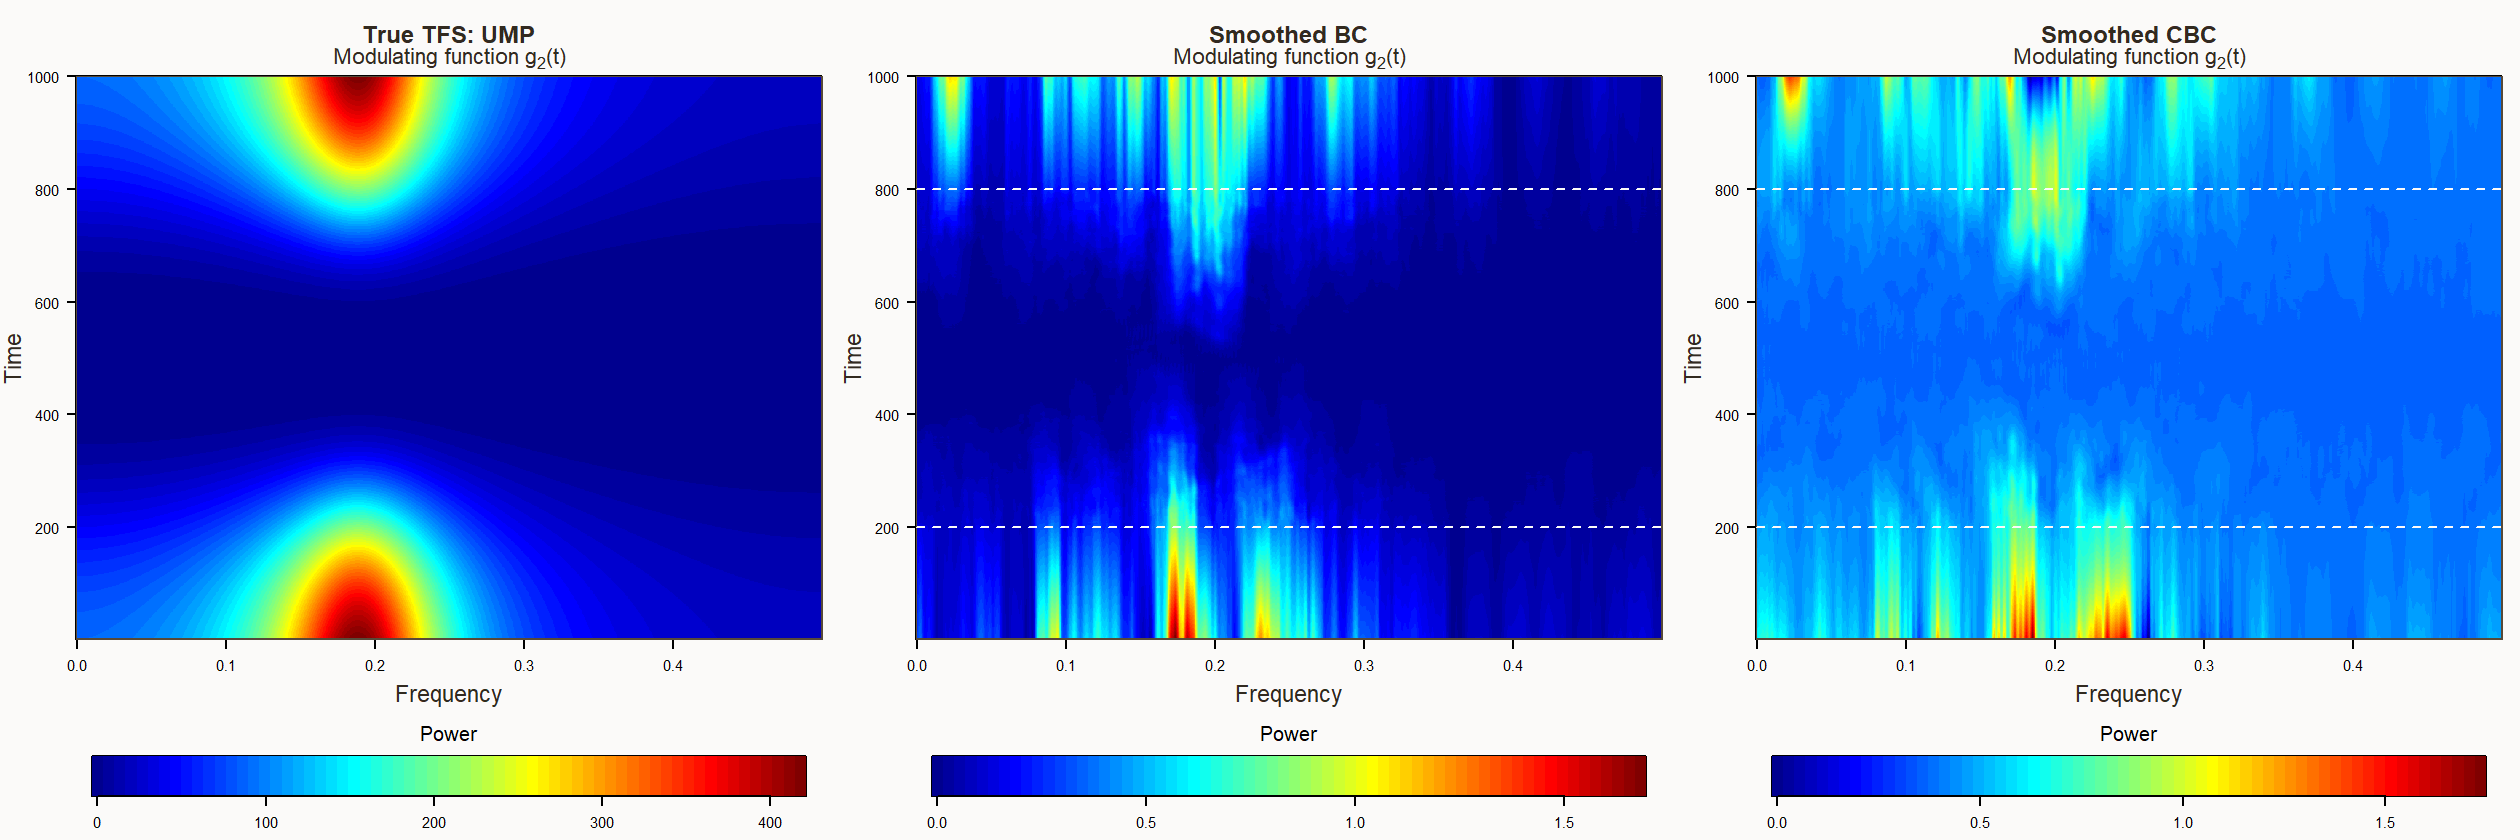 True TFS: UMP
Modulating function g₂(t)
1000
800
600
400
200
Time
0.0 0.1 0.2 0.3 0.4
Frequency
Power
0 100 200 300 400
Smoothed BC
Modulating function g₂(t)
1000
800
600
400
200
Time
0.0 0.1 0.2 0.3 0.4
Frequency
Power
0.0 0.5 1.0 1.5
Smoothed CBC
Modulating function g₂(t)
1000
800
600
400
200
Time
0.0 0.1 0.2 0.3 0.4
Frequency
Power
0.0 0.5 1.0 1.5